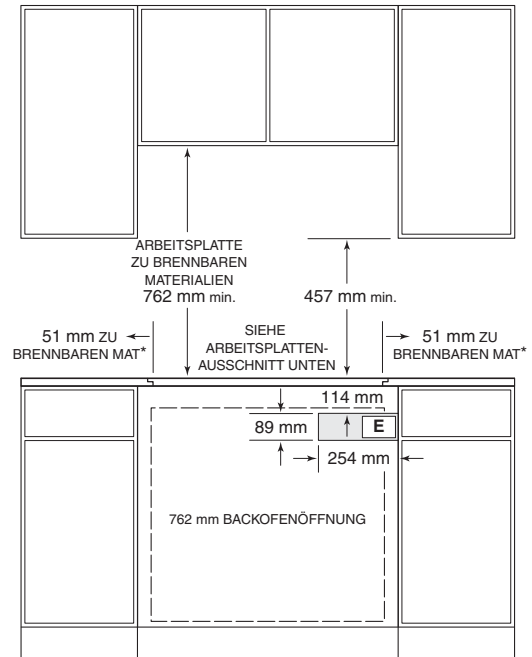 ARBEITSPLATTE
ZU BRENNBAREN
MATERIALIEN
762 mm min.
457 mm min.
51 mm ZU
BRENNBAREN MAT*
SIEHE
ARBEITSPLATTEN-
AUSSCHNITT UNTEN
51 mm ZU
BRENNBAREN MAT*
114 mm
89 mm
E
254 mm
762 mm BACKOFENÖFFNUNG